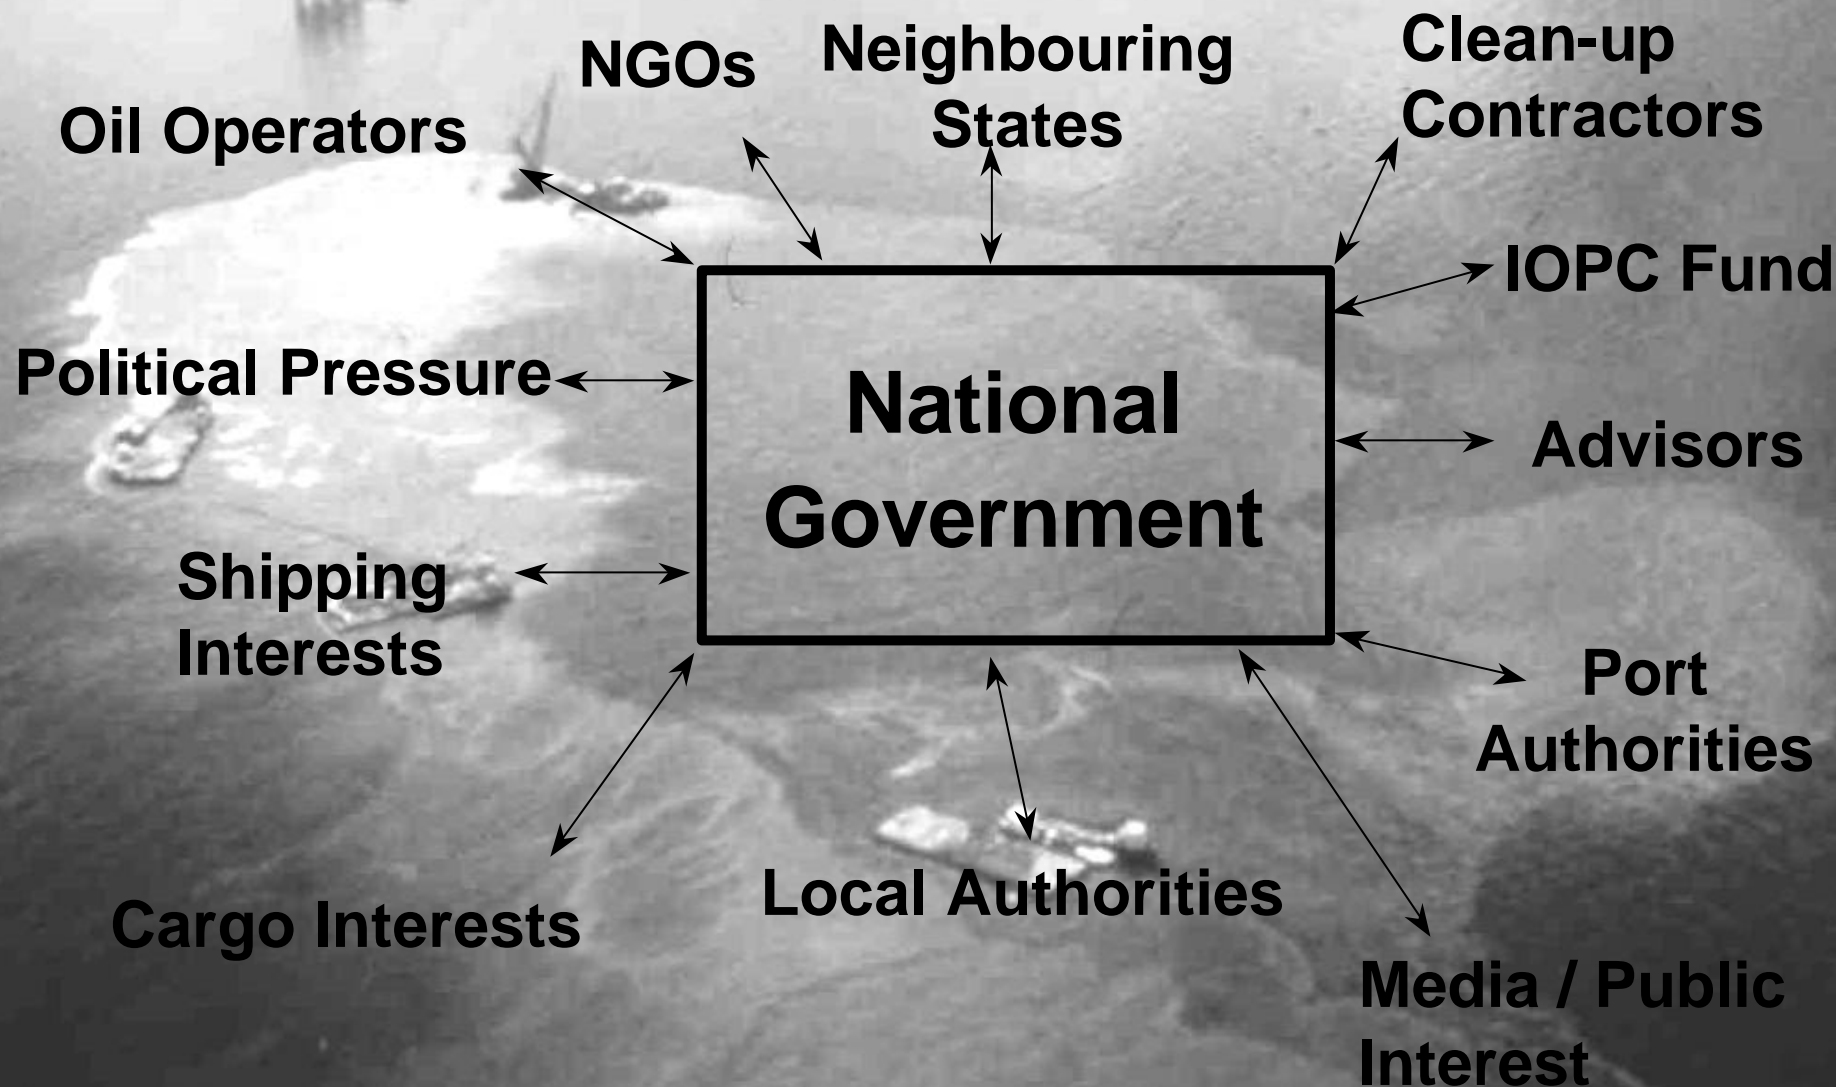 NGOs
Neighbouring
States
Clean-up
Contractors
Oil Operators
IOPC Fund
Political Pressure
National
Government
Advisors
Shipping
Interests
Port
Authorities
Cargo Interests
Local Authorities
Media / Public
Interest